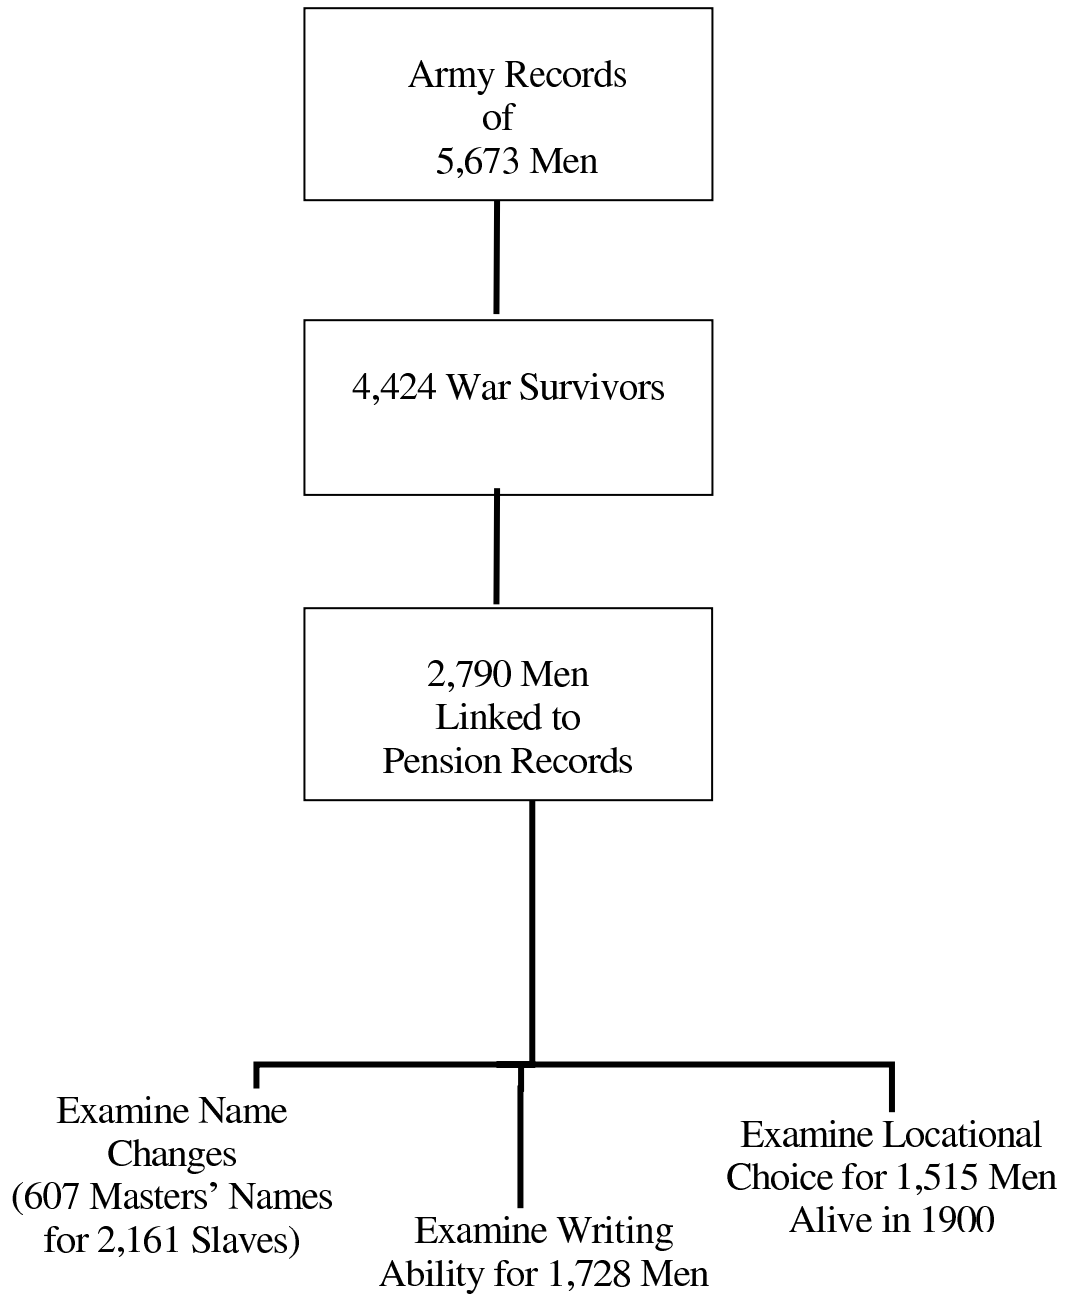 Army Records
of
5,673 Men
4,424 War Survivors
2,790 Men
Linked to
Pension Records
Examine Name
Changes
(607 Masters’ Names
for 2,161 Slaves)
Examine Writing
Ability for 1,728 Men
Examine Locational
Choice for 1,515 Men
Alive in 1900